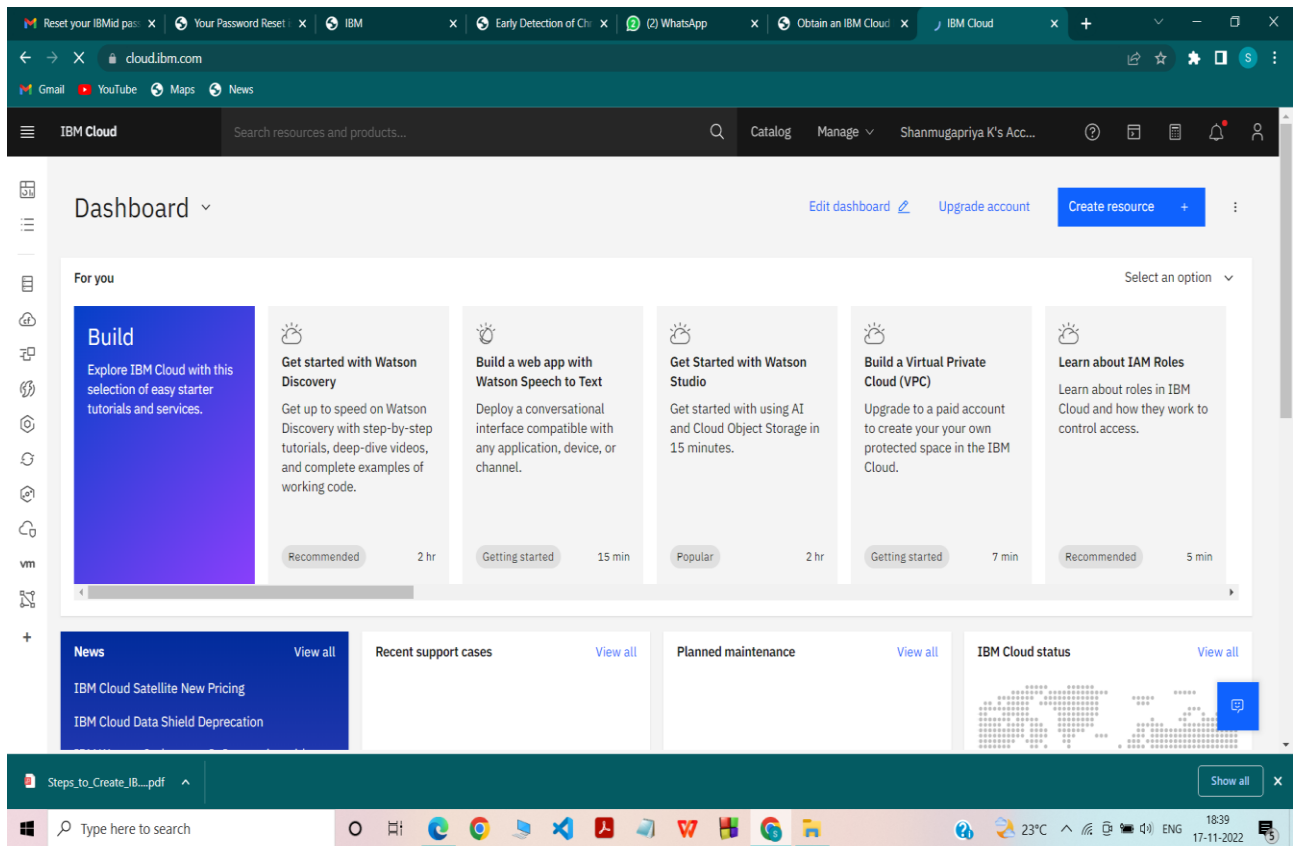 Reset your IBMid pas
Your Password Reset i
IBM
Early Detection of Ch
(2) WhatsApp
Obtain an IBM Cloud
IBM Cloud
cloud.ibm.com
S
Gmail
YouTube
Maps
News
IBM Cloud
Search resources and products...
Catalog
Manage
Shanmugapriya K's Acc...
Dashboard
Edit dashboard
Upgrade account
Create resource +
For you
Select an option
Build
Explore IBM Cloud with this
selection of easy starter
tutorials and services.
Get started with Watson
Discovery
Get up to speed on Watson
Discovery with step-by-step
tutorials, deep-dive videos,
and complete examples of
working code.
Recommended
2 hr
Build a web app with
Watson Speech to Text
Deploy a conversational
interface compatible with
any application, device, or
channel.
Getting started
15 min
Get Started with Watson
Studio
Get started with using AI
and Cloud Object Storage in
15 minutes.
Popular
2 hr
Build a Virtual Private
Cloud (VPC)
Upgrade to a paid account
to create your your own
protected space in the IBM
Cloud.
Getting started
7 min
Learn about IAM Roles
Learn about roles in IBM
Cloud and how they work to
control access.
Recommended
5 min
vm
News
View all
IBM Cloud Satellite New Pricing
IBM Cloud Data Shield Deprecation
Recent support cases
View all
Planned maintenance
View all
IBM Cloud status
View all
Steps_to_Create_IB....pdf
Show all
Type here to search
23°C
ENG
18:39
17-11-2022
5